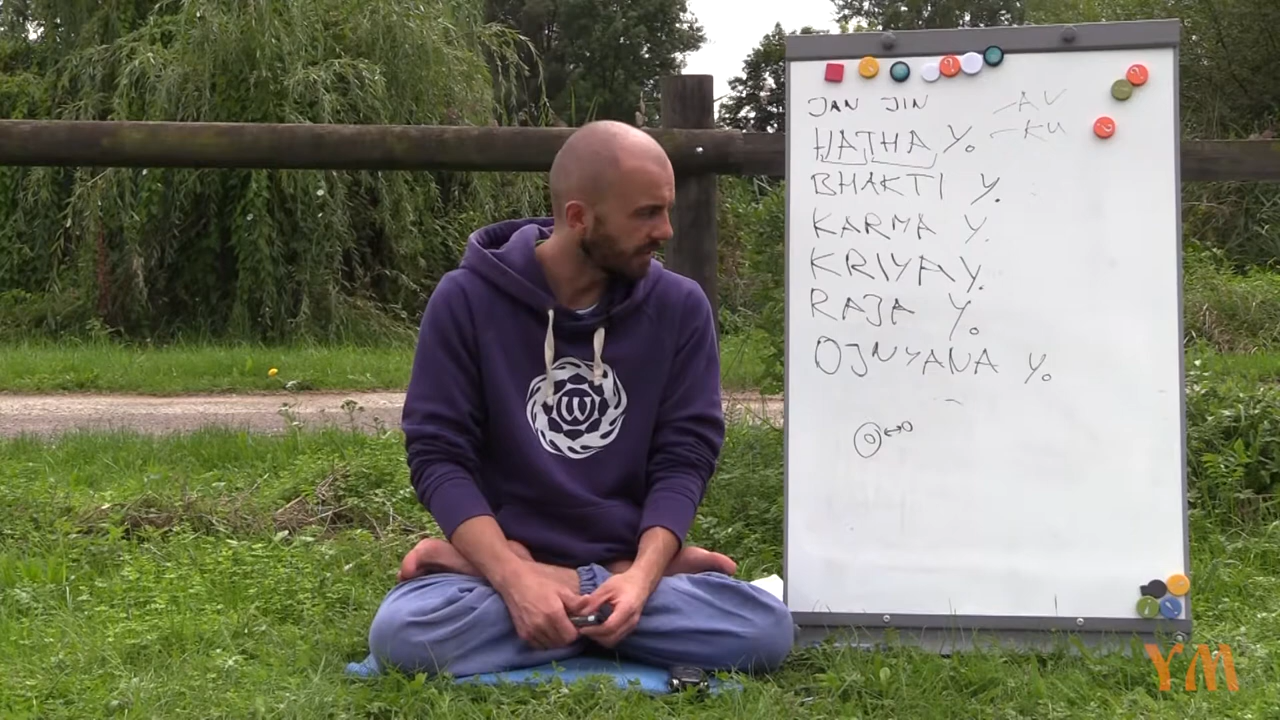 JAN JIN
AV
HATHA Y.
KU
BHAKTI Y.
KARMA Y.
KRIYA Y.
RAJA Y.
OJNYANA Y.
W
YM